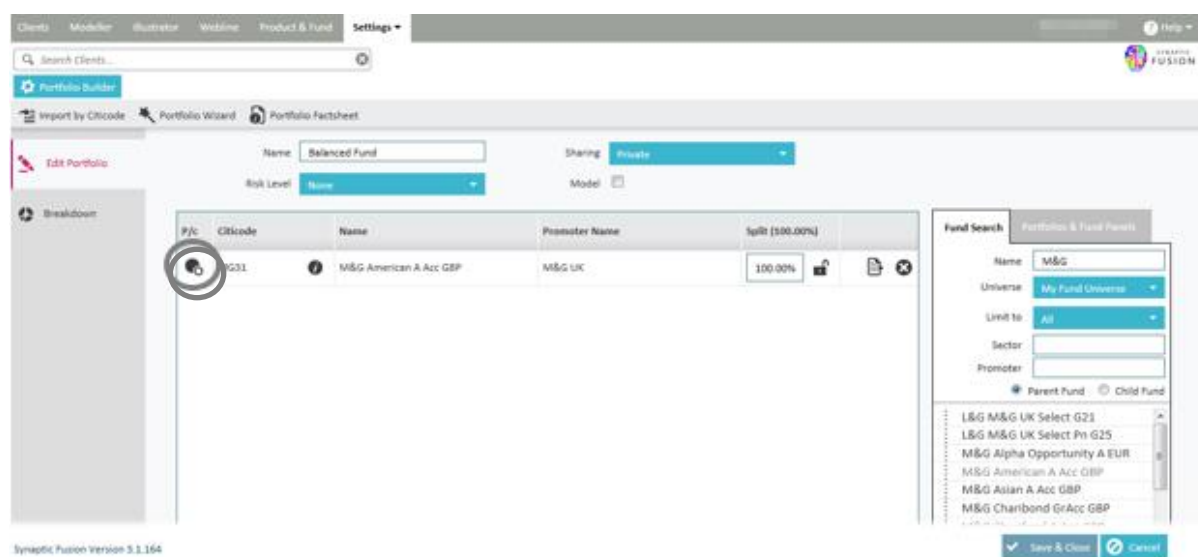 Clients Modeller Illustrator Webline Product & Fund Settings Help
Search Clients...
SYNAPTIC
FUSION
Portfolio Builder
Import by Citicode Portfolio Wizard Portfolio Factsheet
Edit Portfolio
Breakdown
Name Balanced Fund Sharing Private
Risk Level None Model
P/c Citicode Name Promoter Name Split (100.00%)
M&G American A Acc GBP M&G UK 100.00%
Fund Search Portfolios & Fund Panels
Name M&G
Universe My Fund Universe
Limit to All
Sector
Promoter
Parent Fund Child Fund
L&G M&G UK Select G21
L&G M&G UK Select Pn G25
M&G Alpha Opportunity A EUR
M&G American A Acc GBP
M&G Asian A Acc GBP
M&G Charibond GrAcc GBP
Synaptic Fusion Version 3.1.164
Save & Close Cancel